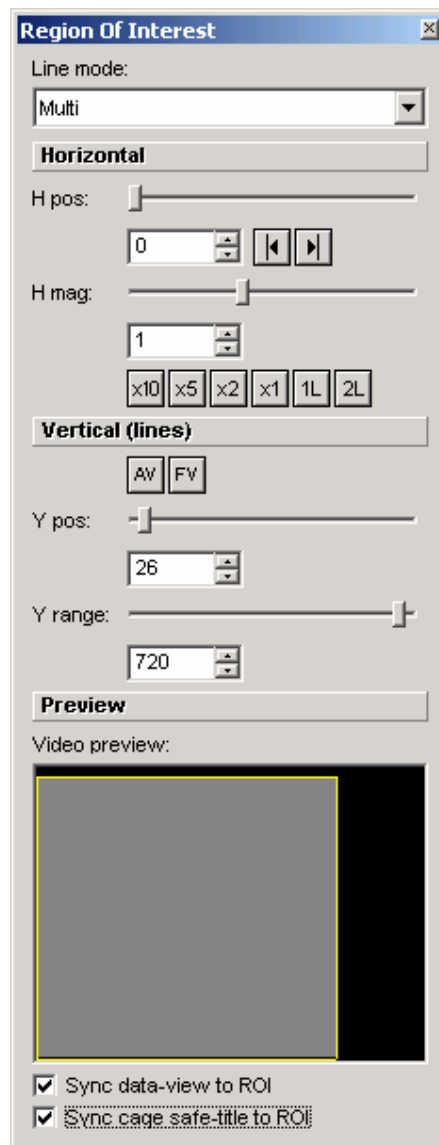 Region Of Interest
Line mode:
Multi
Horizontal
H pos:
0
H mag:
1
x10 x5 x2 x1 1L 2L
Vertical (lines)
AV FV
Y pos:
26
Y range:
720
Preview
Video preview:
Sync data-view to ROI
Sync cage safe-title to ROI